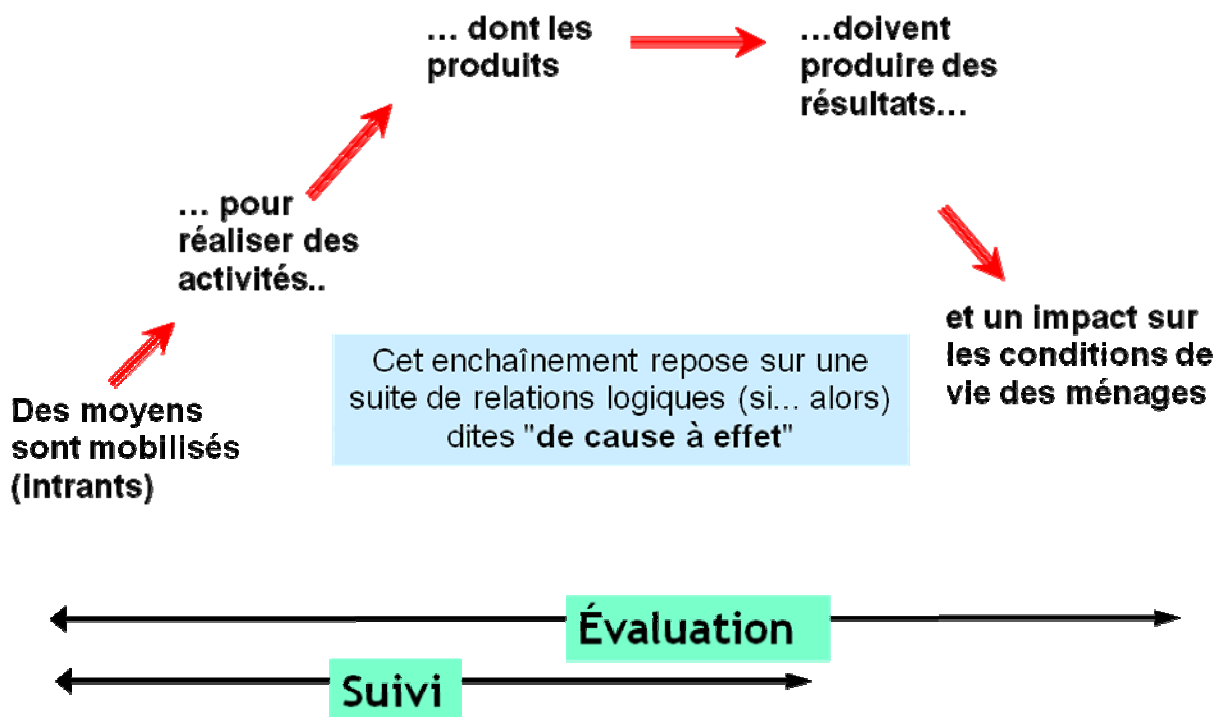 Des moyens
sont mobilisés
(intrants)
... pour
réaliser des
activités..
... dont les
produits
...doivent
produire des
résultats...
et un impact sur
les conditions de
vie des ménages
Cet enchaînement repose sur une
suite de relations logiques (si... alors)
dites "de cause à effet"
Évaluation
Suivi